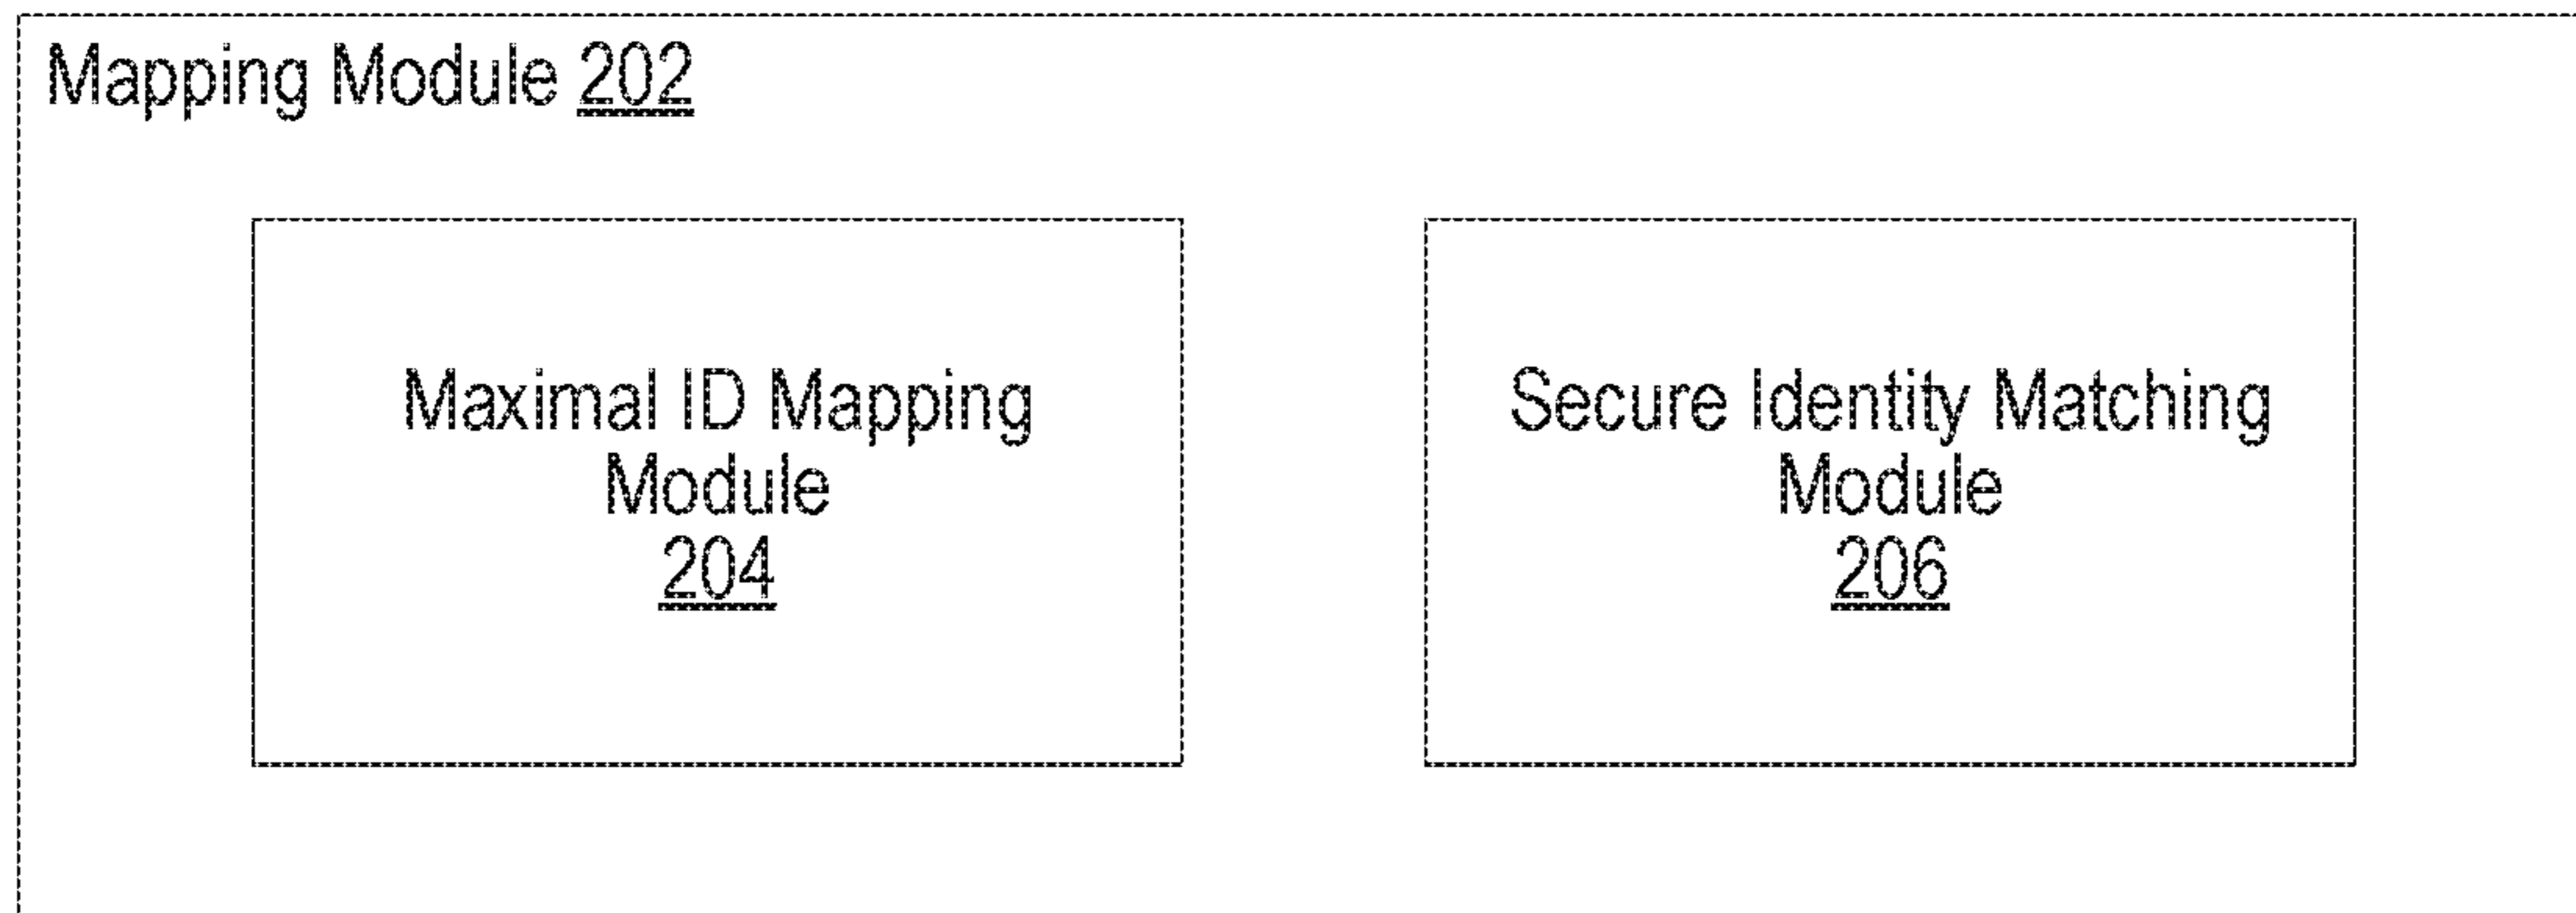 Mapping Module 202
Maximal ID Mapping
Module
204
Secure Identity Matching
Module
206